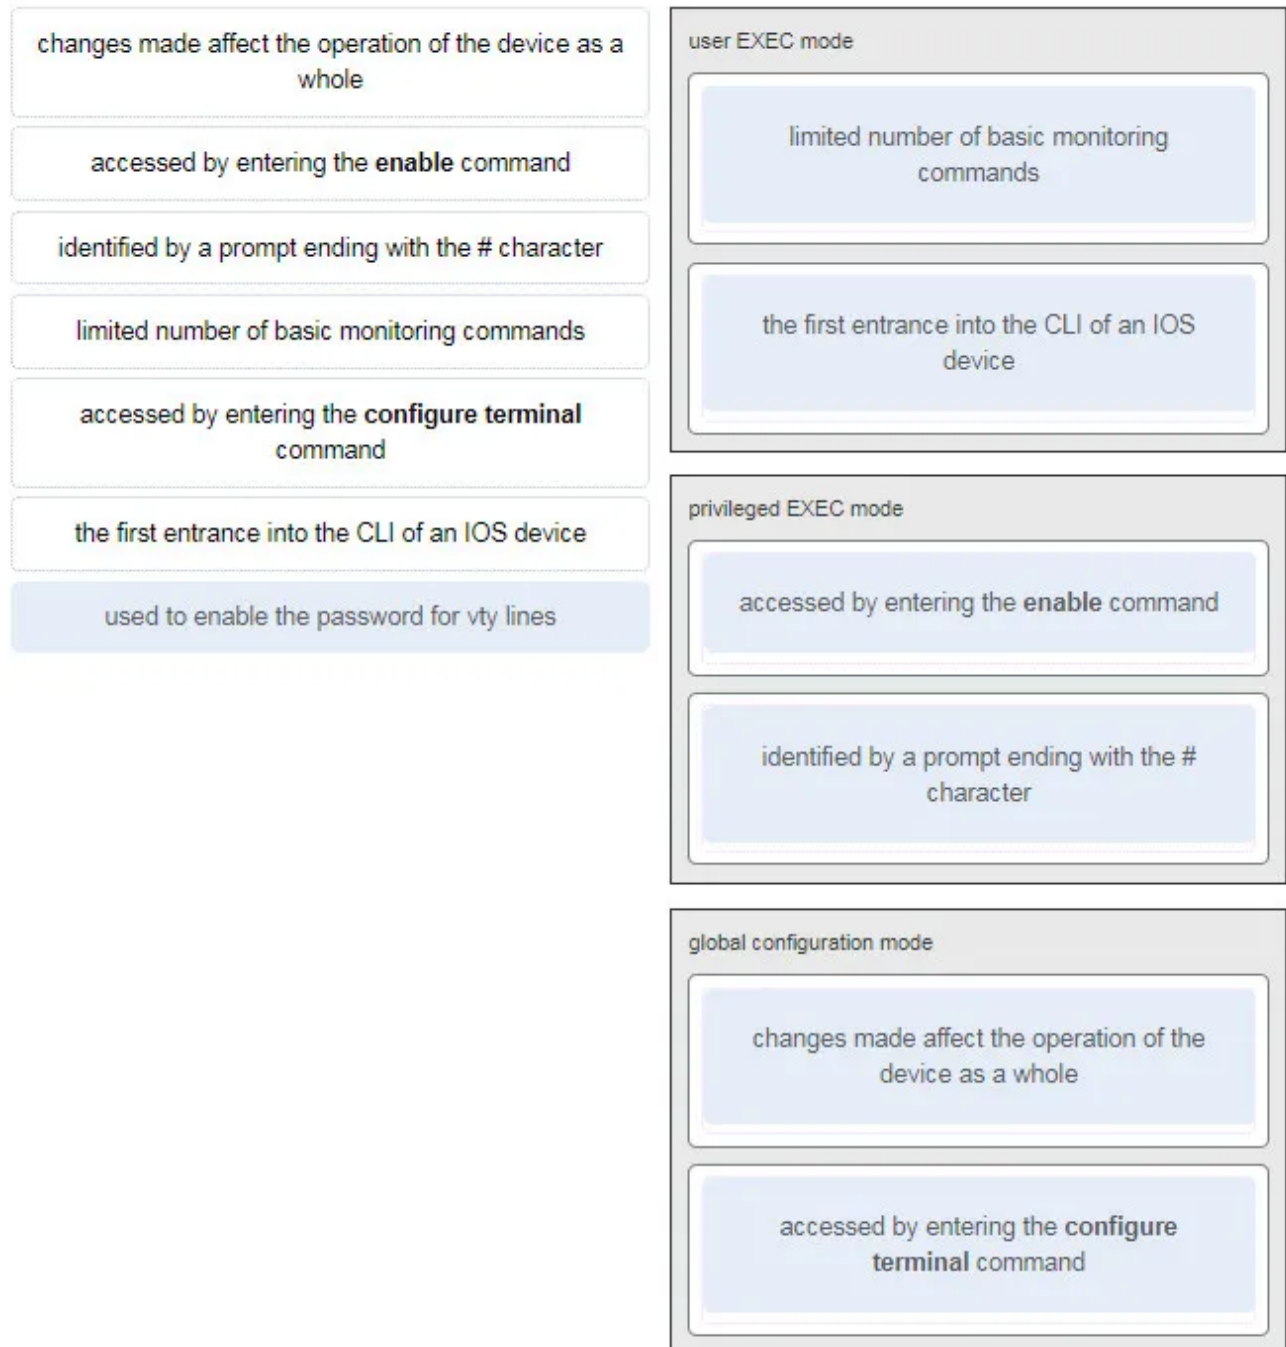 changes made affect the operation of the device as a
whole
accessed by entering the enable command
identified by a prompt ending with the # character
limited number of basic monitoring commands
accessed by entering the configure terminal
command
the first entrance into the CLI of an IOS device
used to enable the password for vty lines
user EXEC mode
limited number of basic monitoring
commands
the first entrance into the CLI of an IOS
device
privileged EXEC mode
accessed by entering the enable command
identified by a prompt ending with the #
character
global configuration mode
changes made affect the operation of the
device as a whole
accessed by entering the configure
terminal command